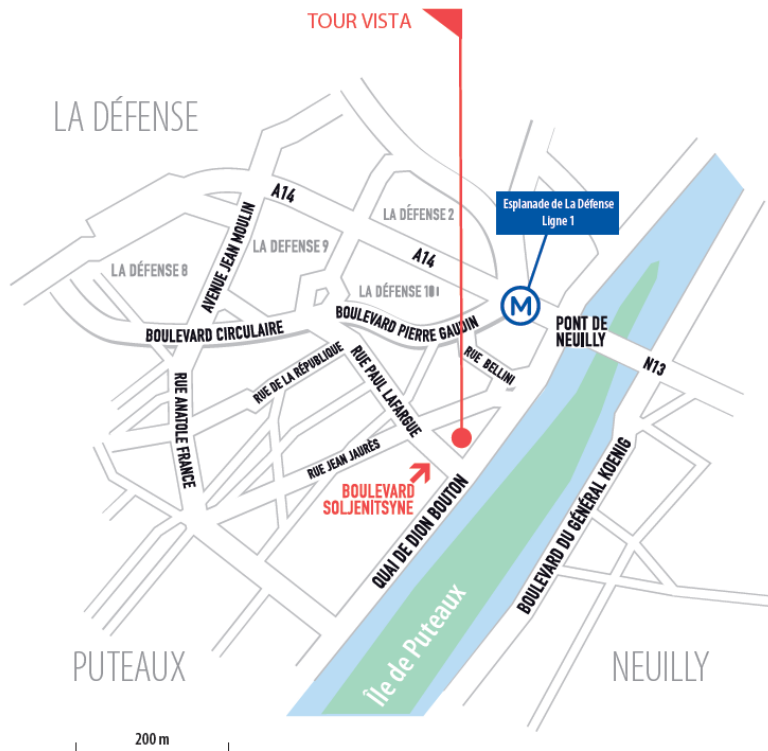 TOUR VISTA
LA DÉFENSE
A14
LA DÉFENSE 2
Esplanade de La Défense
Ligne 1
AVENUE JEAN MOULIN
LA DEFENSE 9
A14
LA DÉFENSE 8
LA DÉFENSE 10
M
BOULEVARD CIRCULAIRE
BOULEVARD PIERRE GAUDIN
PONT DE
NEUILLY
N13
RUE BELLINI
RUE DE LA RÉPUBLIQUE
RUE PAUL LAFARGUE
RUE ANATOLE FRANCE
RUE JEAN JAURÈS
BOULEVARD
SOLJENITSYNE
QUAI DE DION BOUTON
BOULEVARD DU GÉNÉRAL KOENIG
Île de Puteaux
PUTEAUX
NEUILLY
200 m